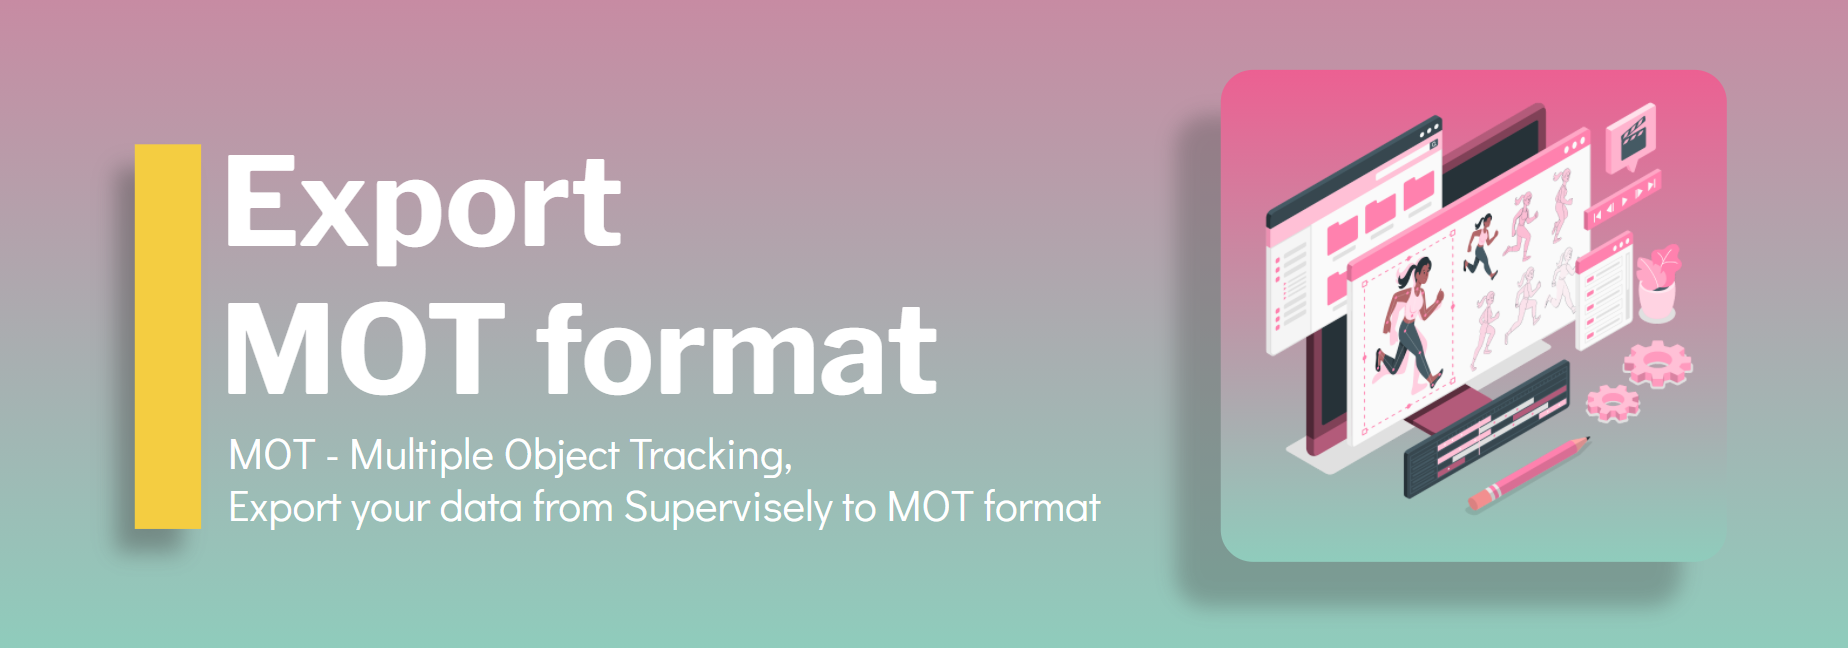 Export
MOT format
MOT - Multiple Object Tracking,
Export your data from Supervisely to MOT format